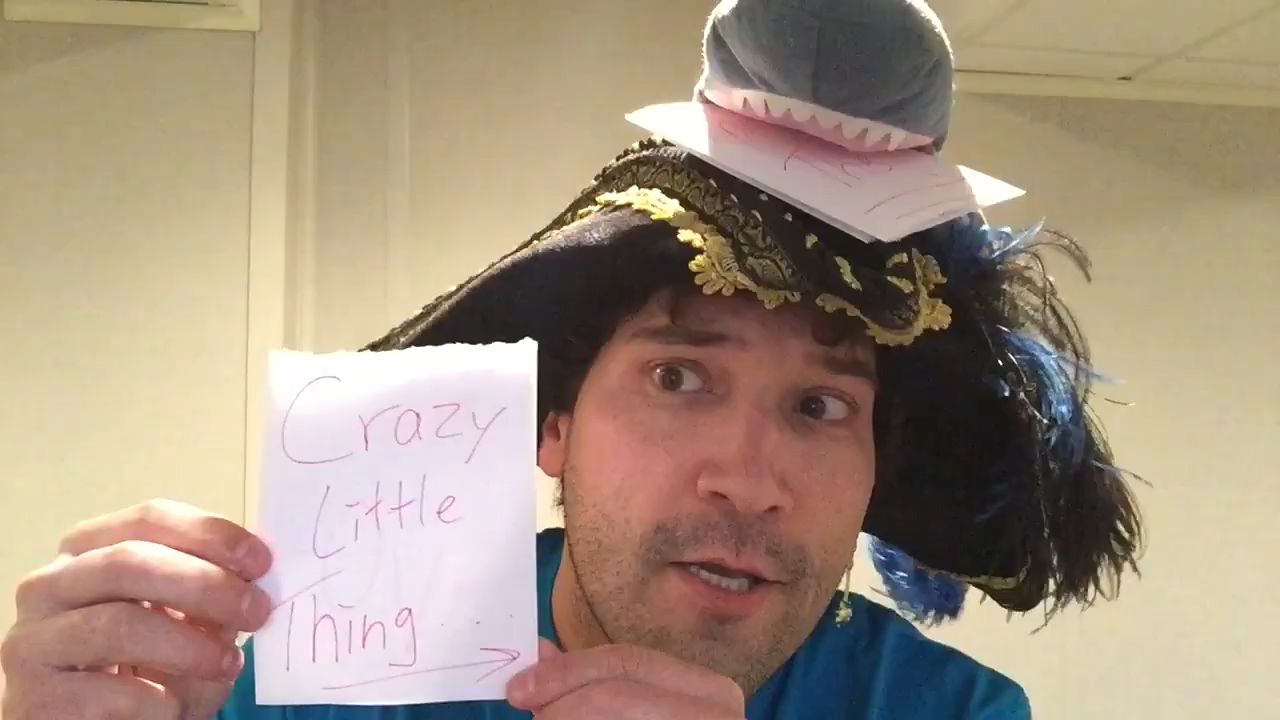 Crazy
Little
Thing . . . .